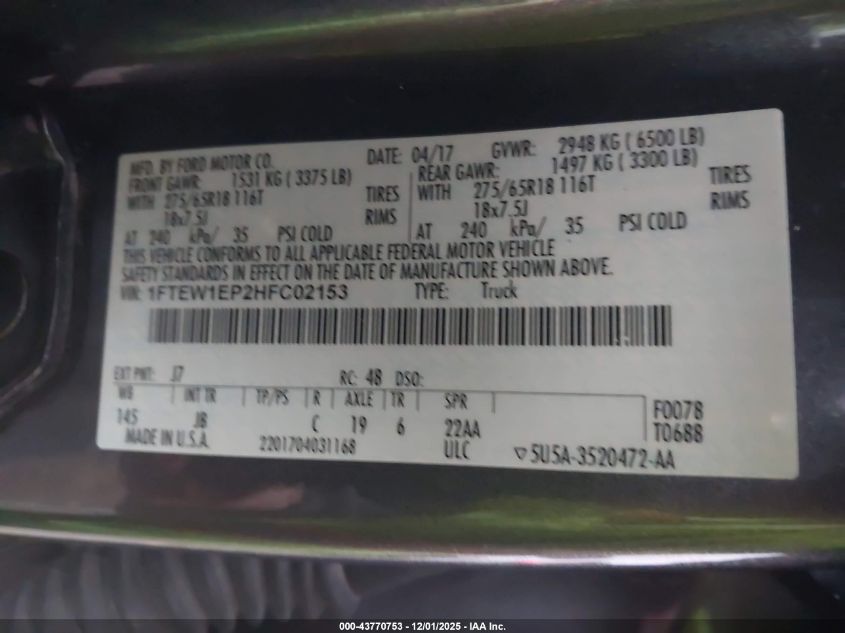 MFD. BY FORD MOTOR CO. DATE: 04/17 GVWR: 2948 KG ( 6500 LB)
FRONT GAWR: 1531 KG ( 3375 LB) REAR GAWR: 1497 KG ( 3300 LB)
WITH 275/65R18 116T TIRES WITH 275/65R18 116T TIRES
18x7.5J RIMS 18x7.5J RIMS
AT 240 kPa/ 35 PSI COLD AT 240 kPa/ 35 PSI COLD
THIS VEHICLE CONFORMS TO ALL APPLICABLE FEDERAL MOTOR VEHICLE
SAFETY STANDARDS IN EFFECT ON THE DATE OF MANUFACTURE SHOWN ABOVE.
VIN: 1FTEW1EP2HFC02153 TYPE: Truck
EXT PNT: J7 RC: 48 DSO:
WB INT TR TP/PS R AXLE TR SPR F0078
145 JB C 19 6 22AA T0688
MADE IN U.S.A. 2201704031168 ULC 5U5A-3520472-AA
000-43770753 - 12/01/2025 - IAA Inc.